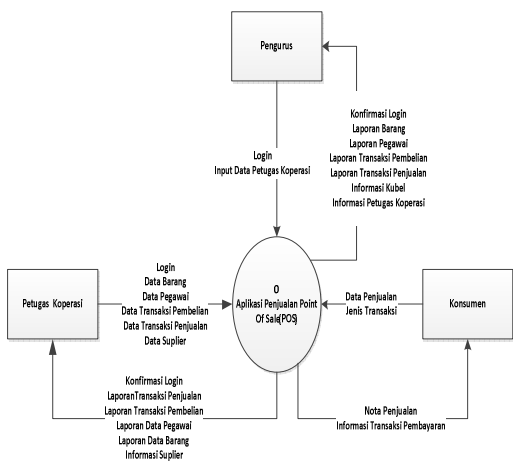 Pengurus
Login
Input Data Petugas Koperasi
Konfirmasi Login
Laporan Barang
Laporan Pegawai
Laporan Transaksi Pembelian
Laporan Transaksi Penjualan
Informasi Kubel
Informasi Petugas Koperasi
Petugas Koperasi
Login
Data Barang
Data Pegawai
Data Transaksi Pembelian
Data Transaksi Penjualan
Data Suplier
0
Aplikasi Penjualan Point
Of Sale(POS)
Data Penjualan
Jenis Transaksi
Konsumen
Konfirmasi Login
LaporanTransaksi Penjualan
Laporan Transaksi Pembelian
Laporan Data Pegawai
Laporan Data Barang
Informasi Suplier
Nota Penjualan
Informasi Transaksi Pembayaran